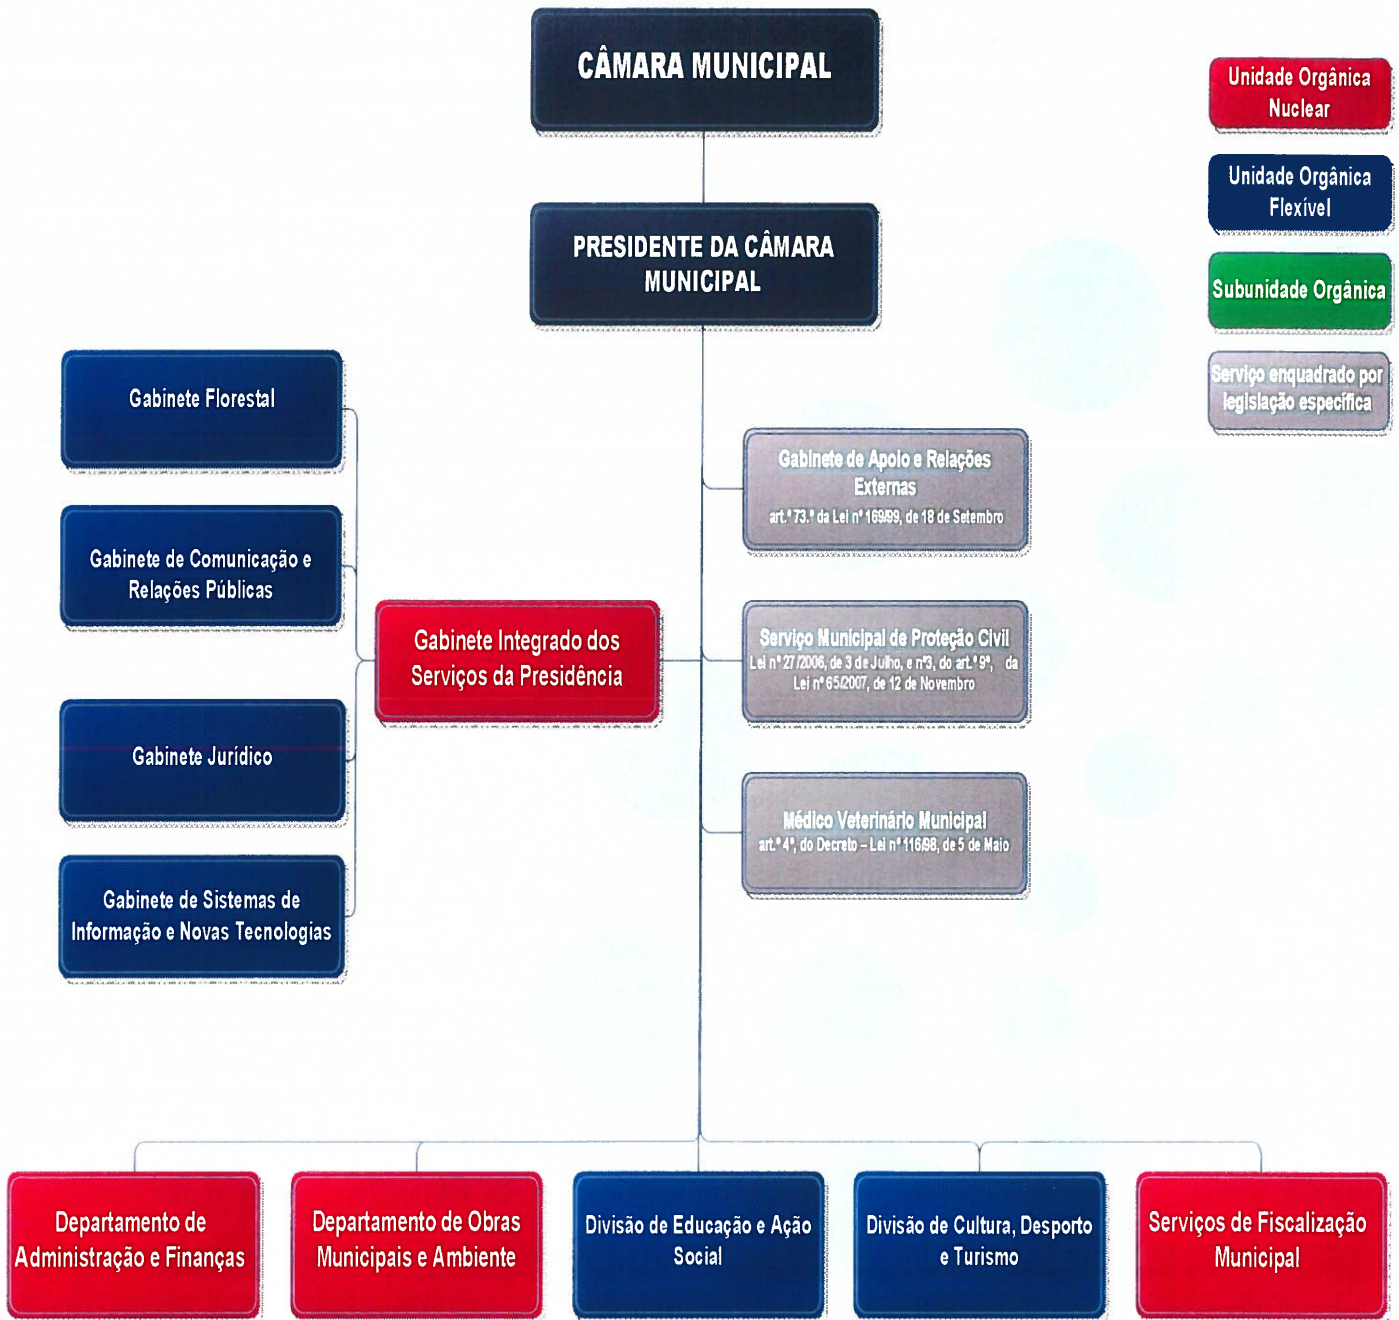 CÂMARA MUNICIPAL
PRESIDENTE DA CÂMARA
MUNICIPAL
Unidade Orgânica
Nuclear
Unidade Orgânica
Flexível
Subunidade Orgânica
Serviço enquadrado por
legislação específica
Gabinete Florestal
Gabinete de Comunicação e
Relações Públicas
Gabinete Jurídico
Gabinete de Sistemas de
Informação e Novas Tecnologias
Gabinete Integrado dos
Serviços da Presidência
Gabinete de Apoio e Relações
Externas
art.º 73.º da Lei nº 169/99, de 18 de Setembro
Serviço Municipal de Proteção Civil
Lei nº 27/2006, de 3 de Julho, e nº3, do art.º 9º, da
Lei nº 65/2007, de 12 de Novembro
Médico Veterinário Municipal
art.º 4º, do Decreto – Lei nº 116/98, de 5 de Maio
Departamento de
Administração e Finanças
Departamento de Obras
Municipais e Ambiente
Divisão de Educação e Ação
Social
Divisão de Cultura, Desporto
e Turismo
Serviços de Fiscalização
Municipal